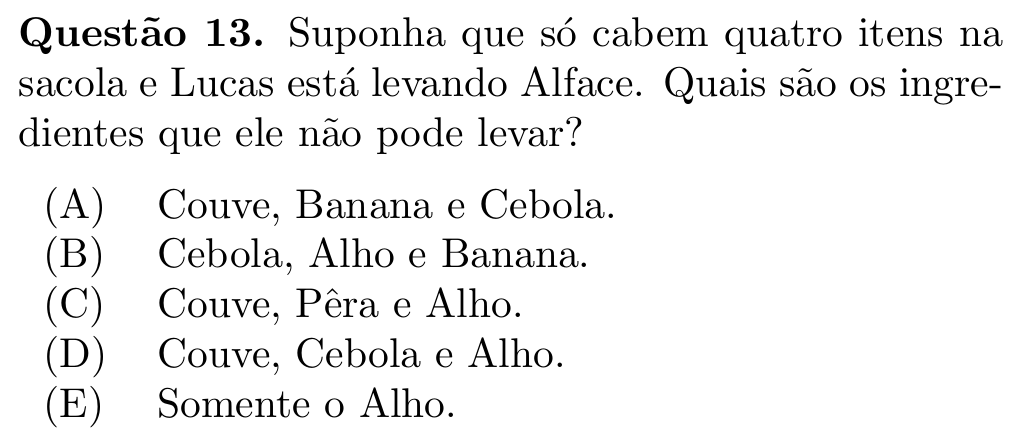 Questão 13. Suponha que só cabem quatro itens na
sacola e Lucas está levando Alface. Quais são os ingre-
dientes que ele não pode levar?
(A) Couve, Banana e Cebola.
(B) Cebola, Alho e Banana.
(C) Couve, Pêra e Alho.
(D) Couve, Cebola e Alho.
(E) Somente o Alho.